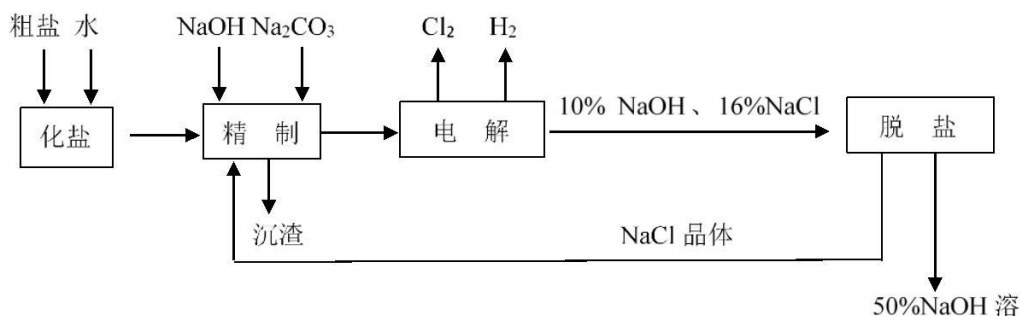 粗盐 水
NaOH Na₂CO₃
Cl₂
H₂
化盐
精 制
电 解
10% NaOH、16%NaCl
脱 盐
沉渣
NaCl 晶体
50%NaOH 溶